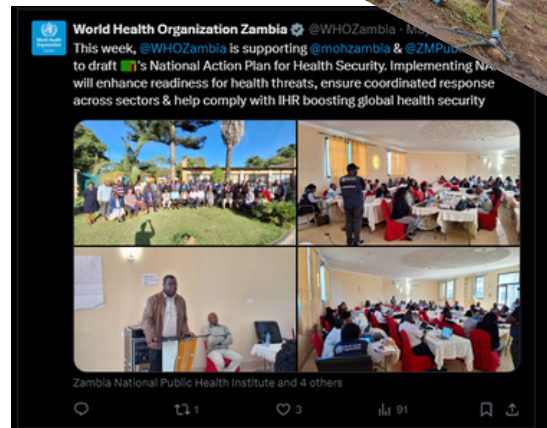 World Health Organization Zambia @WHOZambia · Ma
This week, @WHOZambia is supporting @mohzambia & @ZMPub
to draft 🇿🇲's National Action Plan for Health Security. Implementing NA
will enhance readiness for health threats, ensure coordinated response
across sectors & help comply with IHR boosting global health security
Zambia National Public Health Institute and 4 others
1
3
91